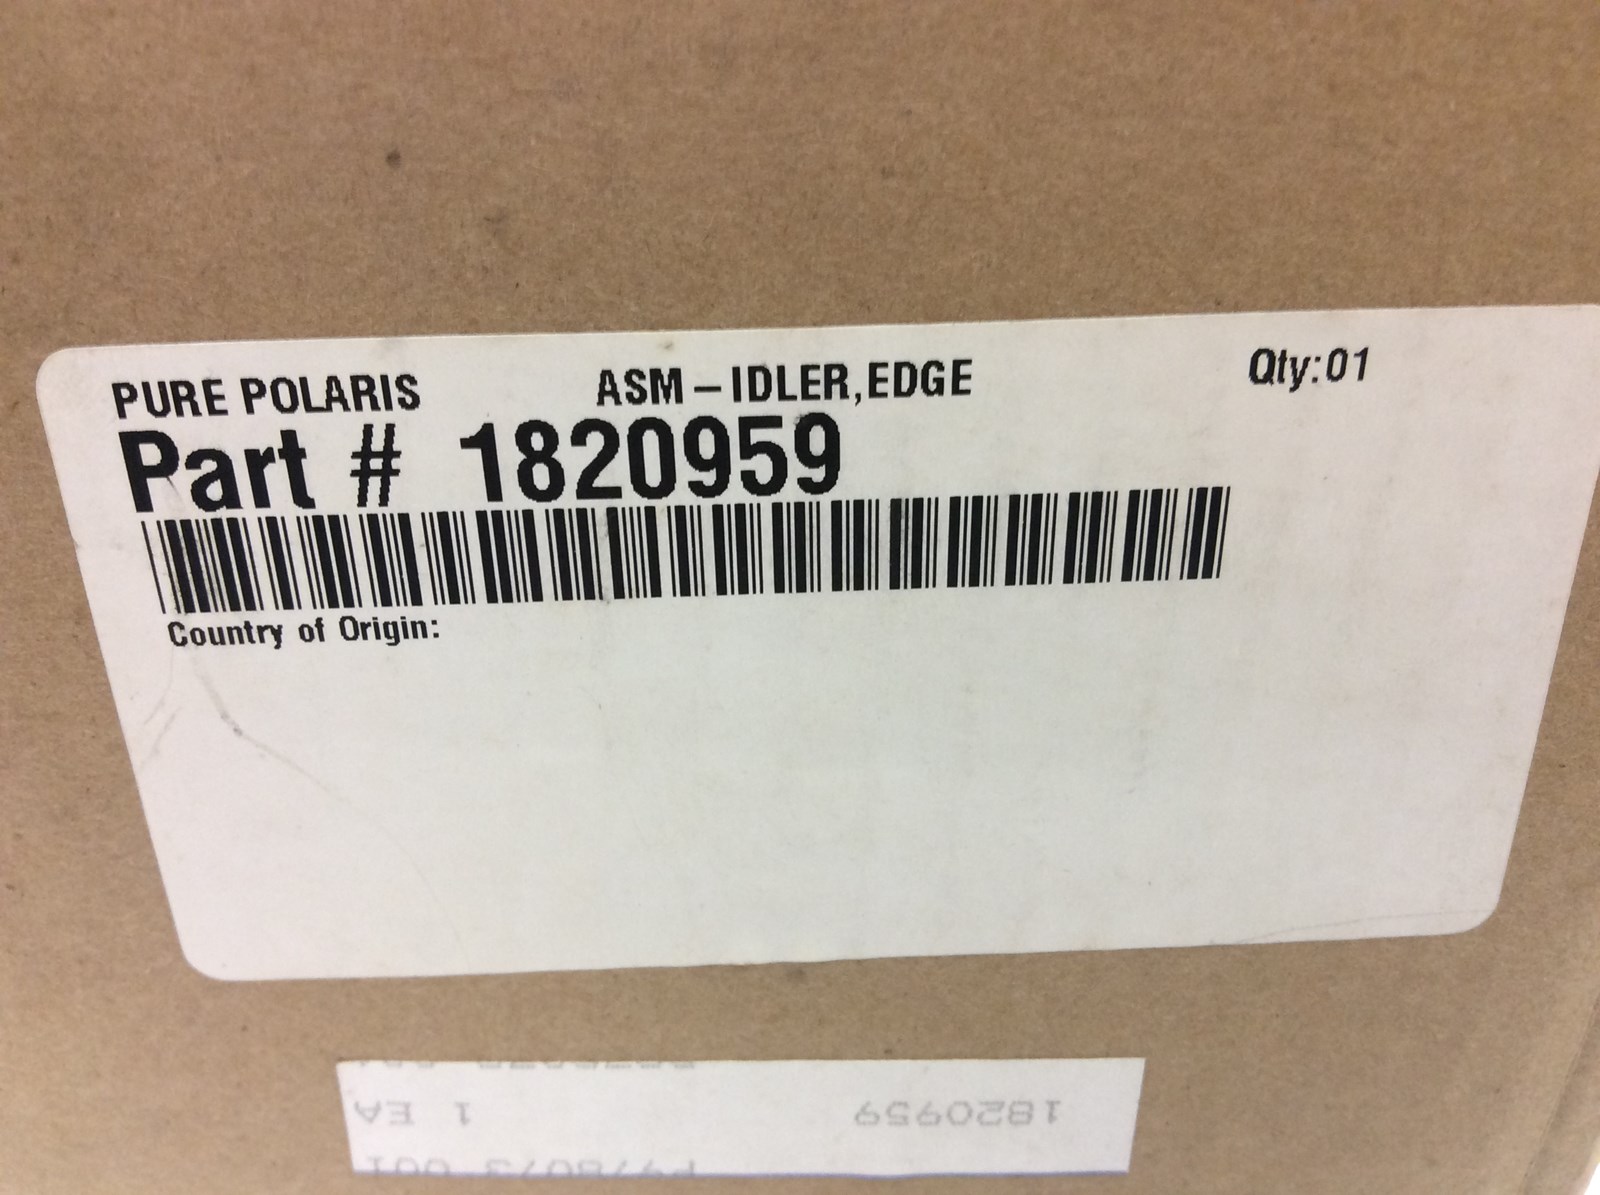 PURE POLARIS ASM-IDLER,EDGE Qty:01
Part # 1820959
Country of Origin:
1820959 1 EA